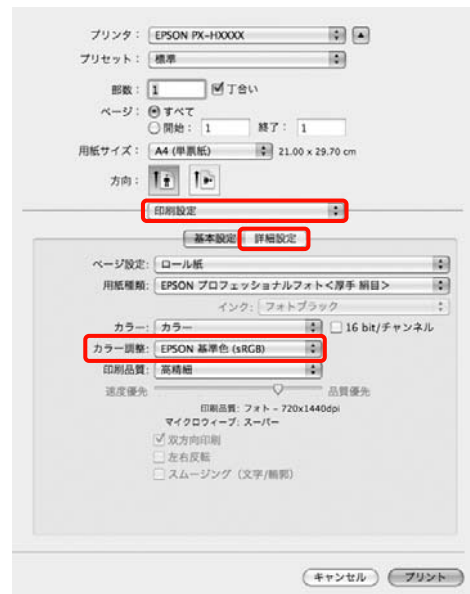 プリンタ： EPSON PX-HXXXX
プリセット： 標準
部数： 1 丁合い
ページ： すべて
開始： 1 終了： 1
用紙サイズ： A4 (単票紙) 21.00 x 29.70 cm
方向：
印刷設定
基本設定 詳細設定
ページ設定： ロール紙
用紙種類： EPSON プロフェッショナルフォト<厚手 絹目>
インク： フォトブラック
カラー： カラー 16 bit/チャンネル
カラー調整： EPSON 基準色 (sRGB)
印刷品質： 高精細
速度優先 品質優先
印刷品質： フォト – 720x1440dpi
マイクロウィーブ： スーパー
双方向印刷
左右反転
スムージング（文字/輪郭）
キャンセル プリント